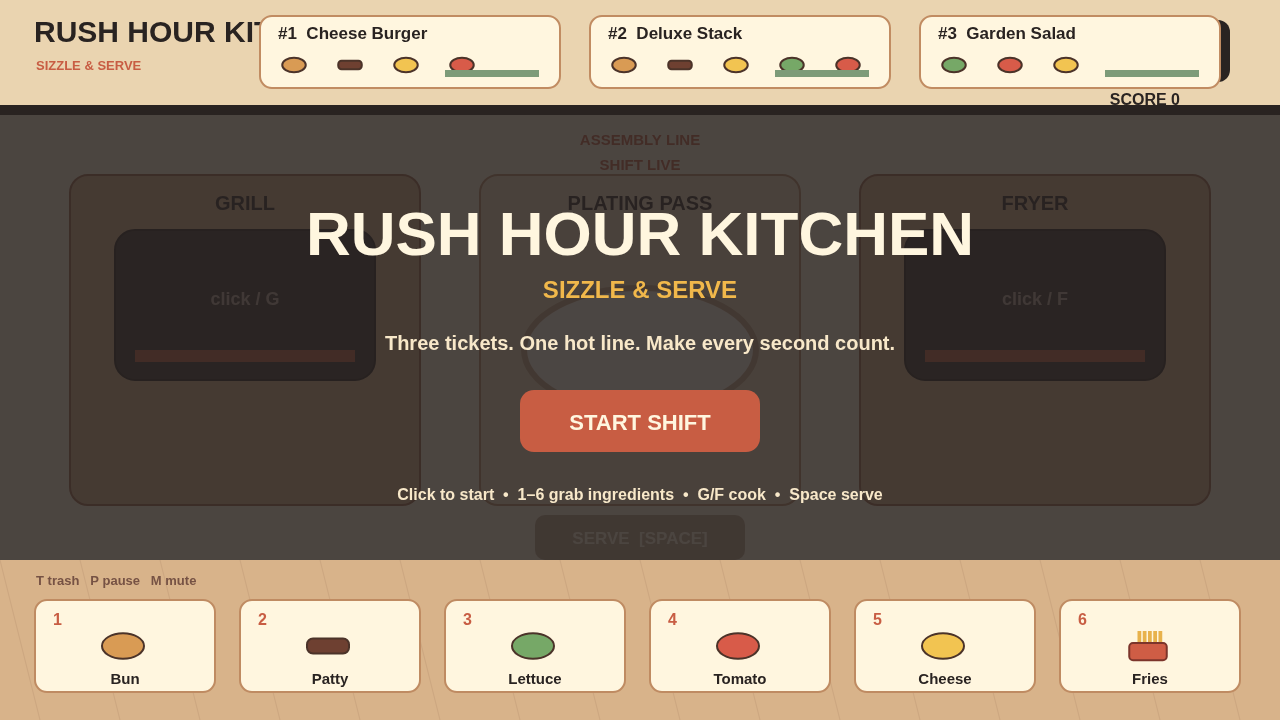 RUSH HOUR KIT
SIZZLE & SERVE
#1 Cheese Burger
#2 Deluxe Stack
#3 Garden Salad
SCORE 0
ASSEMBLY LINE
SHIFT LIVE
GRILL
PLATING PASS
FRYER
RUSH HOUR KITCHEN
SIZZLE & SERVE
click / G
click / F
Three tickets. One hot line. Make every second count.
START SHIFT
Click to start • 1–6 grab ingredients • G/F cook • Space serve
SERVE [SPACE]
T trash P pause M mute
1
2
3
4
5
6
Bun
Patty
Lettuce
Tomato
Cheese
Fries